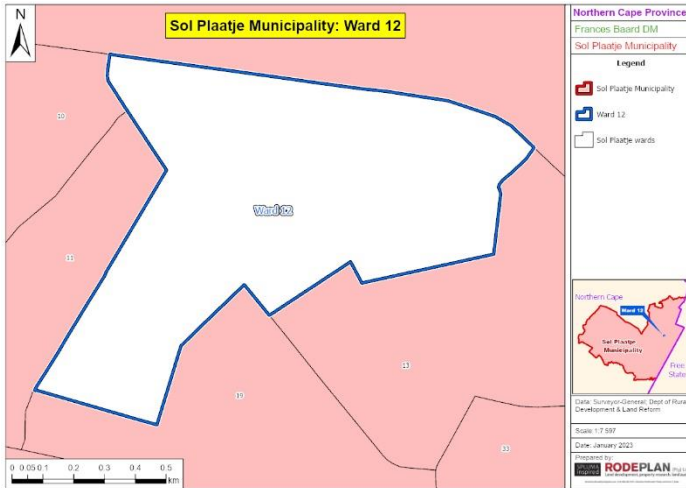 N
Sol Plaatje Municipality: Ward 12
10
11
Ward 12
13
19
33
0 0.05 0.1 0.2 0.3 0.4 0.5
km
Northern Cape Province
Frances Baard DM
Sol Plaatje Municipality
Legend
Sol Plaatje Municipality
Ward 12
Sol Plaatje wards
Northern Cape
Ward 12
Sol Plaatje
Municipality
Free
State
Data: Surveyor-General; Dept of Rural
Development & Land Reform
Scale 1:7 597
Date: January 2023
Prepared by:
SPLUMA
inspired
RODEPLAN